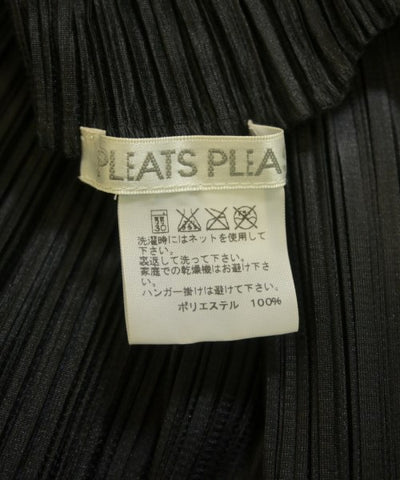 PLEATS PLEA
30
洗濯時にはネットを使用して下さい。
裏返して洗って下さい。
家庭での乾燥機はお避け下さい。
ハンガー掛けは避けて下さい。
ポリエステル 100%